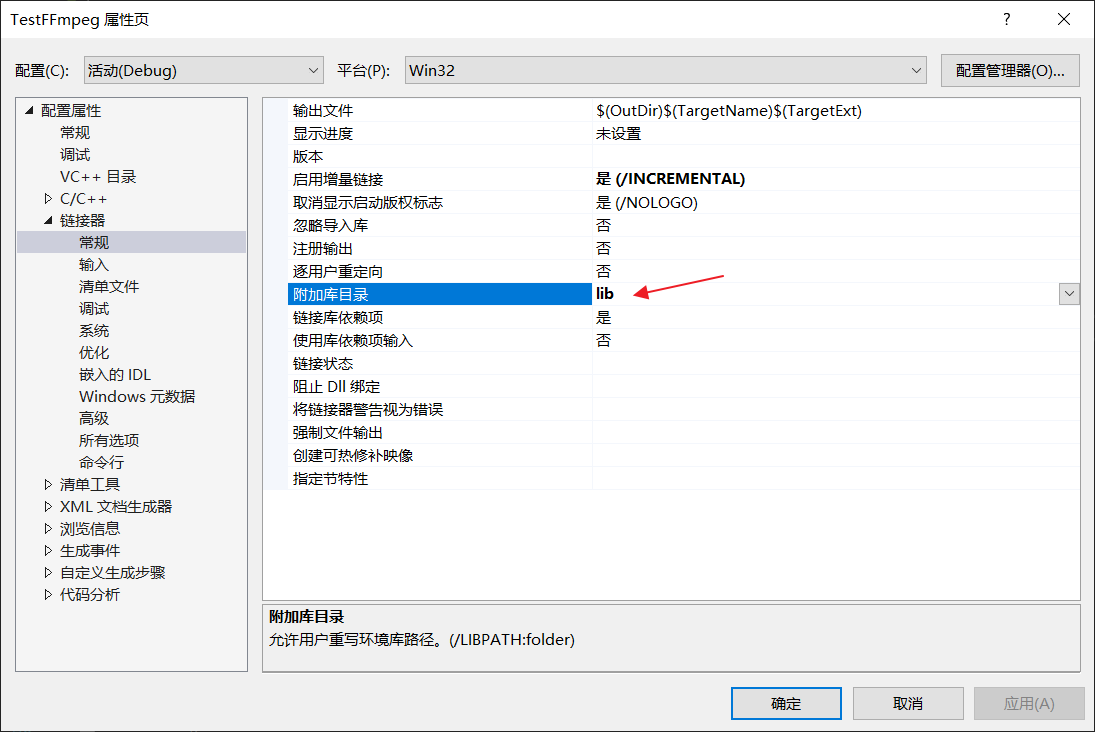 TestFFmpeg 属性页
配置(C): 活动(Debug) 平台(P): Win32 配置管理器(O)...
配置属性
常规
调试
VC++ 目录
C/C++
链接器
常规
输入
清单文件
调试
系统
优化
嵌入的 IDL
Windows 元数据
高级
所有选项
命令行
清单工具
XML 文档生成器
浏览信息
生成事件
自定义生成步骤
代码分析
输出文件 $(OutDir)$(TargetName)$(TargetExt)
显示进度 未设置
版本
启用增量链接 是 (/INCREMENTAL)
取消显示启动版权标志 是 (/NOLOGO)
忽略导入库 否
注册输出 否
逐用户重定向 否
附加库目录 lib
链接库依赖项 是
使用库依赖项输入 否
链接状态
阻止 Dll 绑定
将链接器警告视为错误
强制文件输出
创建可热修补映像
指定节特性
附加库目录
允许用户重写环境库路径。(/LIBPATH:folder)
确定 取消 应用(A)